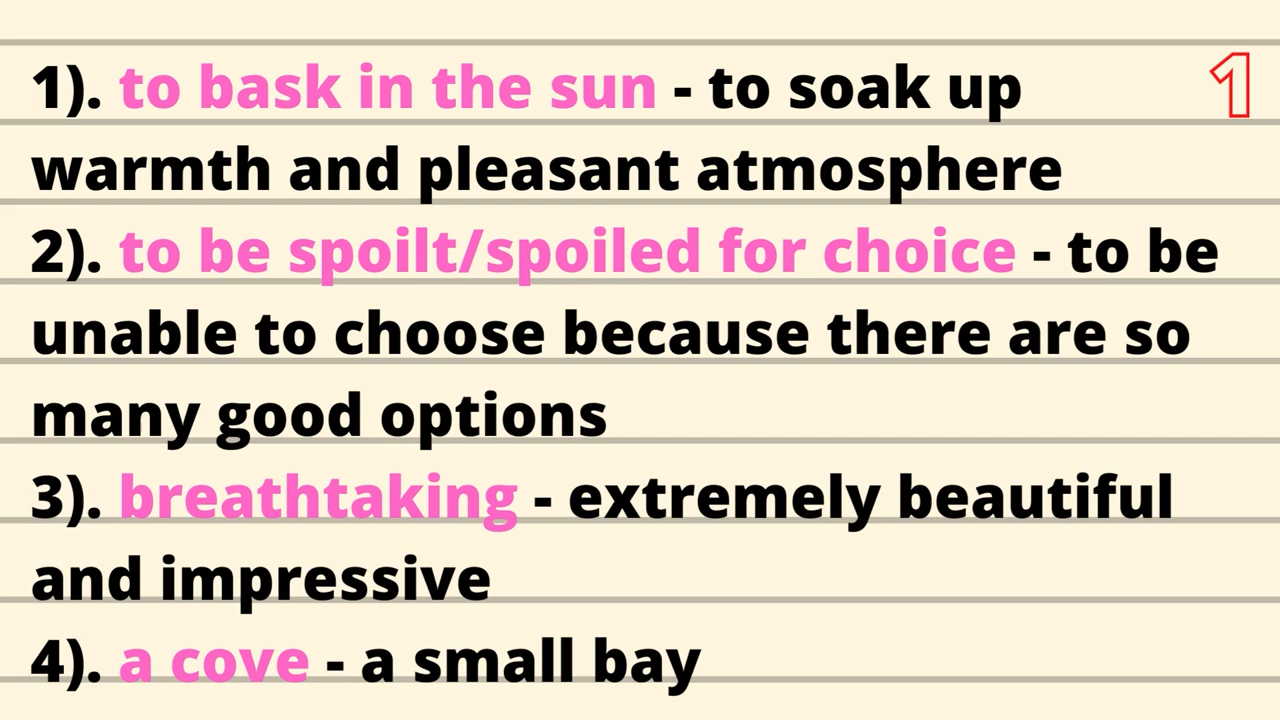 1). to bask in the sun - to soak up
1
warmth and pleasant atmosphere
2). to be spoilt/spoiled for choice - to be
unable to choose because there are so
many good options
3). breathtaking - extremely beautiful
and impressive
4). a cove - a small bay